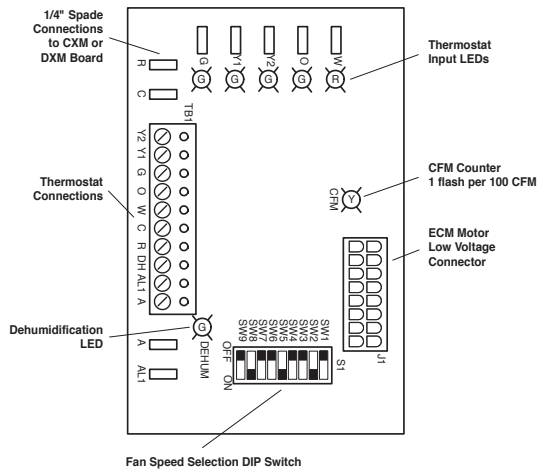 1/4" Spade
Connections
to CXM or
DXM Board
Thermostat
Input LEDs
G
Y1
Y2
O
W
G
G
G
G
R
R
C
TB1
Y2
Y1
G
O
W
C
R
DH
AL1
A
Thermostat
Connections
CFM Counter
1 flash per 100 CFM
Y
CFM
ECM Motor
Low Voltage
Connector
J1
Dehumidification
LED
G
DEHUM
A
AL1
OFF
ON
SW9
SW8
SW7
SW6
SW5
SW4
SW3
SW2
SW1
S1
Fan Speed Selection DIP Switch